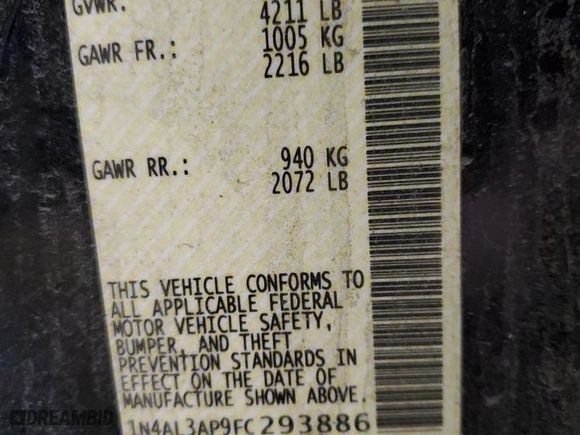 GVWR.
4211 LB
GAWR FR.: 1005 KG
2216 LB
GAWR RR.: 940 KG
2072 LB
THIS VEHICLE CONFORMS TO
ALL APPLICABLE FEDERAL
MOTOR VEHICLE SAFETY,
BUMPER, AND THEFT
PREVENTION STANDARDS IN
EFFECT ON THE DATE OF
MANUFACTURE SHOWN ABOVE.
1N4AL3AP9FC293886
DREAMBID